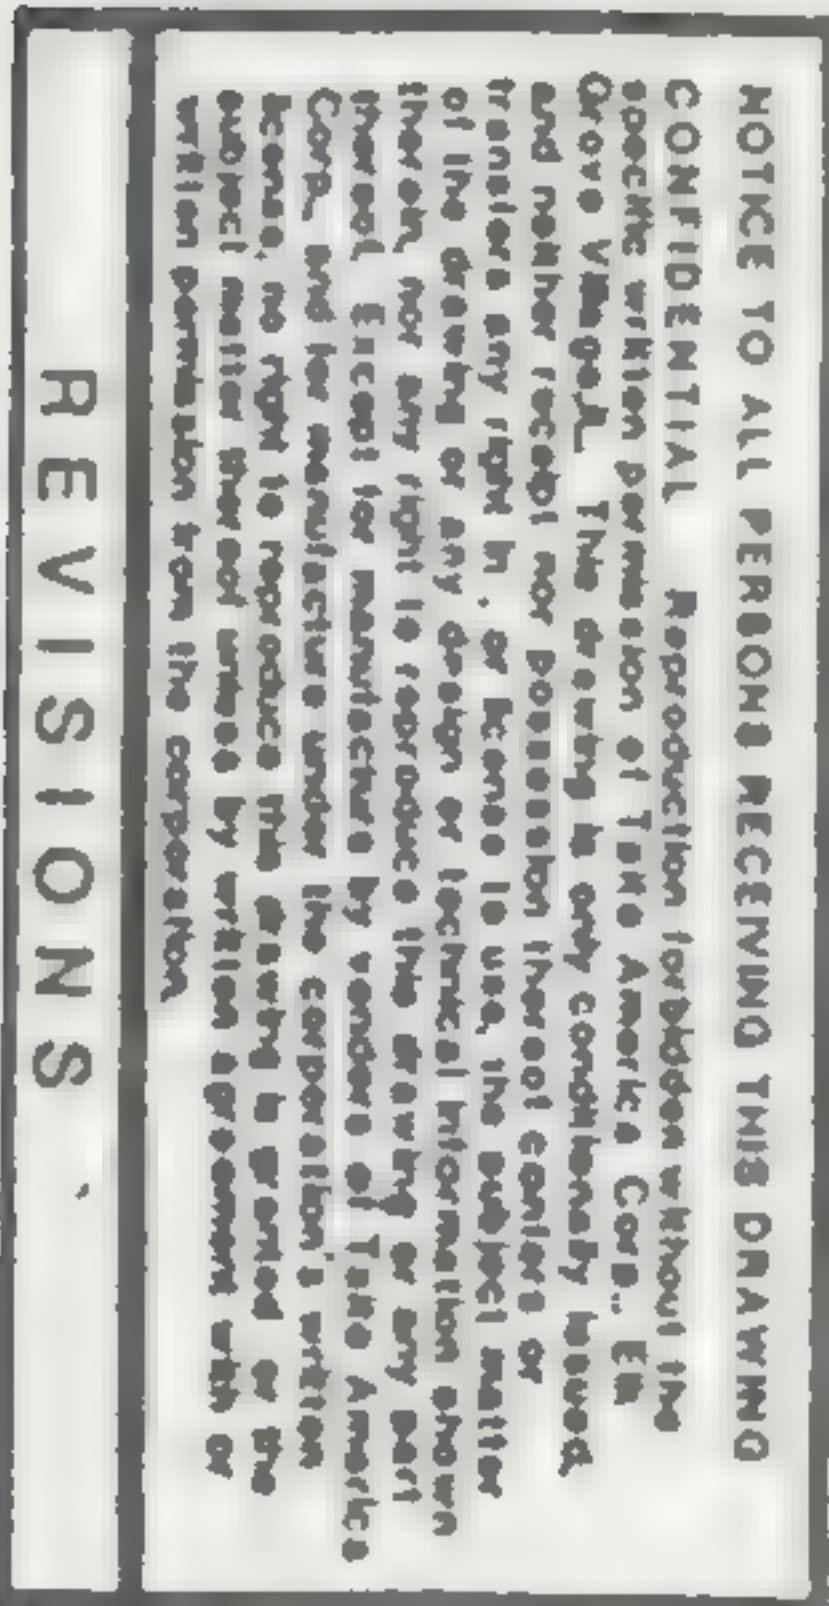 NOTICE TO ALL PERSONS RECEIVING THIS DRAWING
CONFIDENTIAL Reproduction forbidden without the
specific written permission of Taito America Corp., Elk
Grove Village, IL This drawing is only conditionally issued,
and neither receipt nor possession thereof confers or
transfers any right in, or license to use, the subject matter
of the drawing or any design or technical information shown
thereon, nor any right to reproduce this drawing or any part
thereof. Except for manufacture by vendors of Taito America
Corp. and for manufacture under the corporation's written
license, no right to reproduce this drawing is granted or the
subject matter thereof unless by written agreement with or
written permission from the corporation
REVISIONS